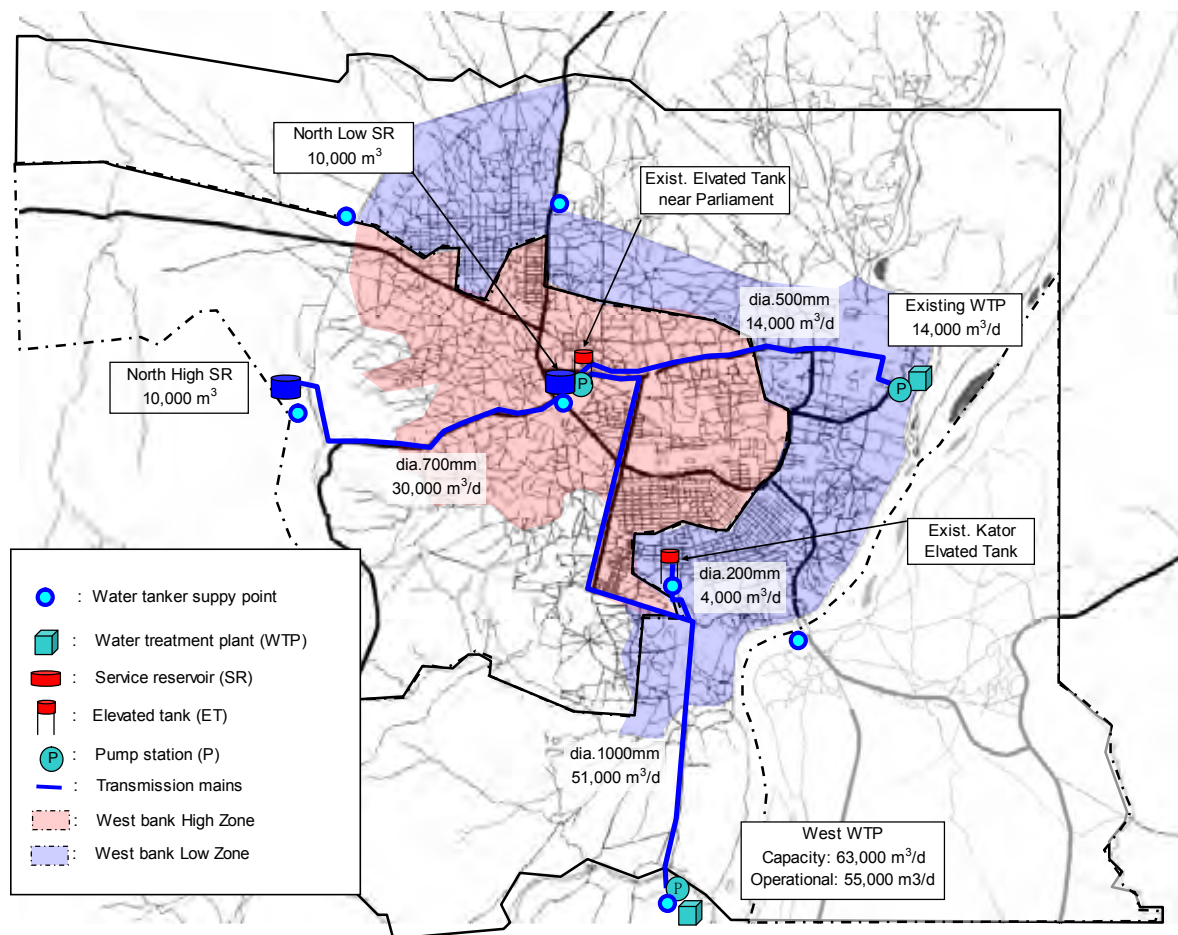 North Low SR
10,000 m³
Exist. Elvated Tank
near Parliament
dia.500mm
14,000 m³/d
Existing WTP
14,000 m³/d
North High SR
10,000 m³
P
P
dia.700mm
30,000 m³/d
Exist. Kator
Elvated Tank
dia.200mm
4,000 m³/d
: Water tanker suppy point
: Water treatment plant (WTP)
: Service reservoir (SR)
: Elevated tank (ET)
P : Pump station (P)
: Transmission mains
: West bank High Zone
: West bank Low Zone
dia.1000mm
51,000 m³/d
West WTP
Capacity: 63,000 m³/d
Operational: 55,000 m3/d
P